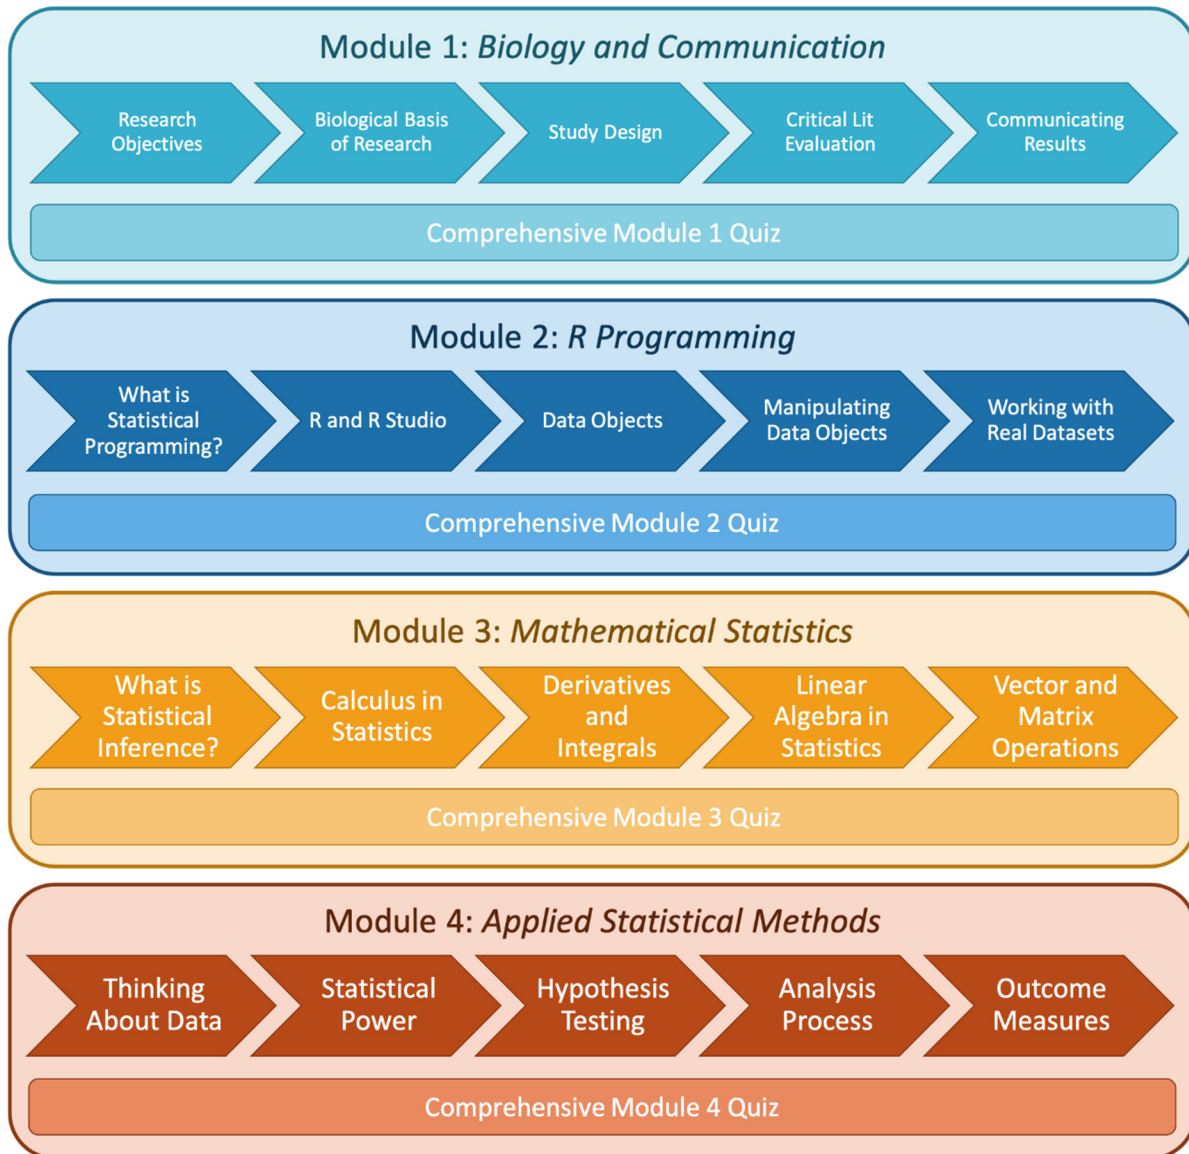 Module 1: Biology and Communication
Research
Objectives
Biological Basis
of Research
Study Design
Critical Lit
Evaluation
Communicating
Results
Comprehensive Module 1 Quiz
Module 2: R Programming
What is
Statistical
Programming?
R and R Studio
Data Objects
Manipulating
Data Objects
Working with
Real Datasets
Comprehensive Module 2 Quiz
Module 3: Mathematical Statistics
What is
Statistical
Inference?
Calculus in
Statistics
Derivatives
and
Integrals
Linear
Algebra in
Statistics
Vector and
Matrix
Operations
Comprehensive Module 3 Quiz
Module 4: Applied Statistical Methods
Thinking
About Data
Statistical
Power
Hypothesis
Testing
Analysis
Process
Outcome
Measures
Comprehensive Module 4 Quiz